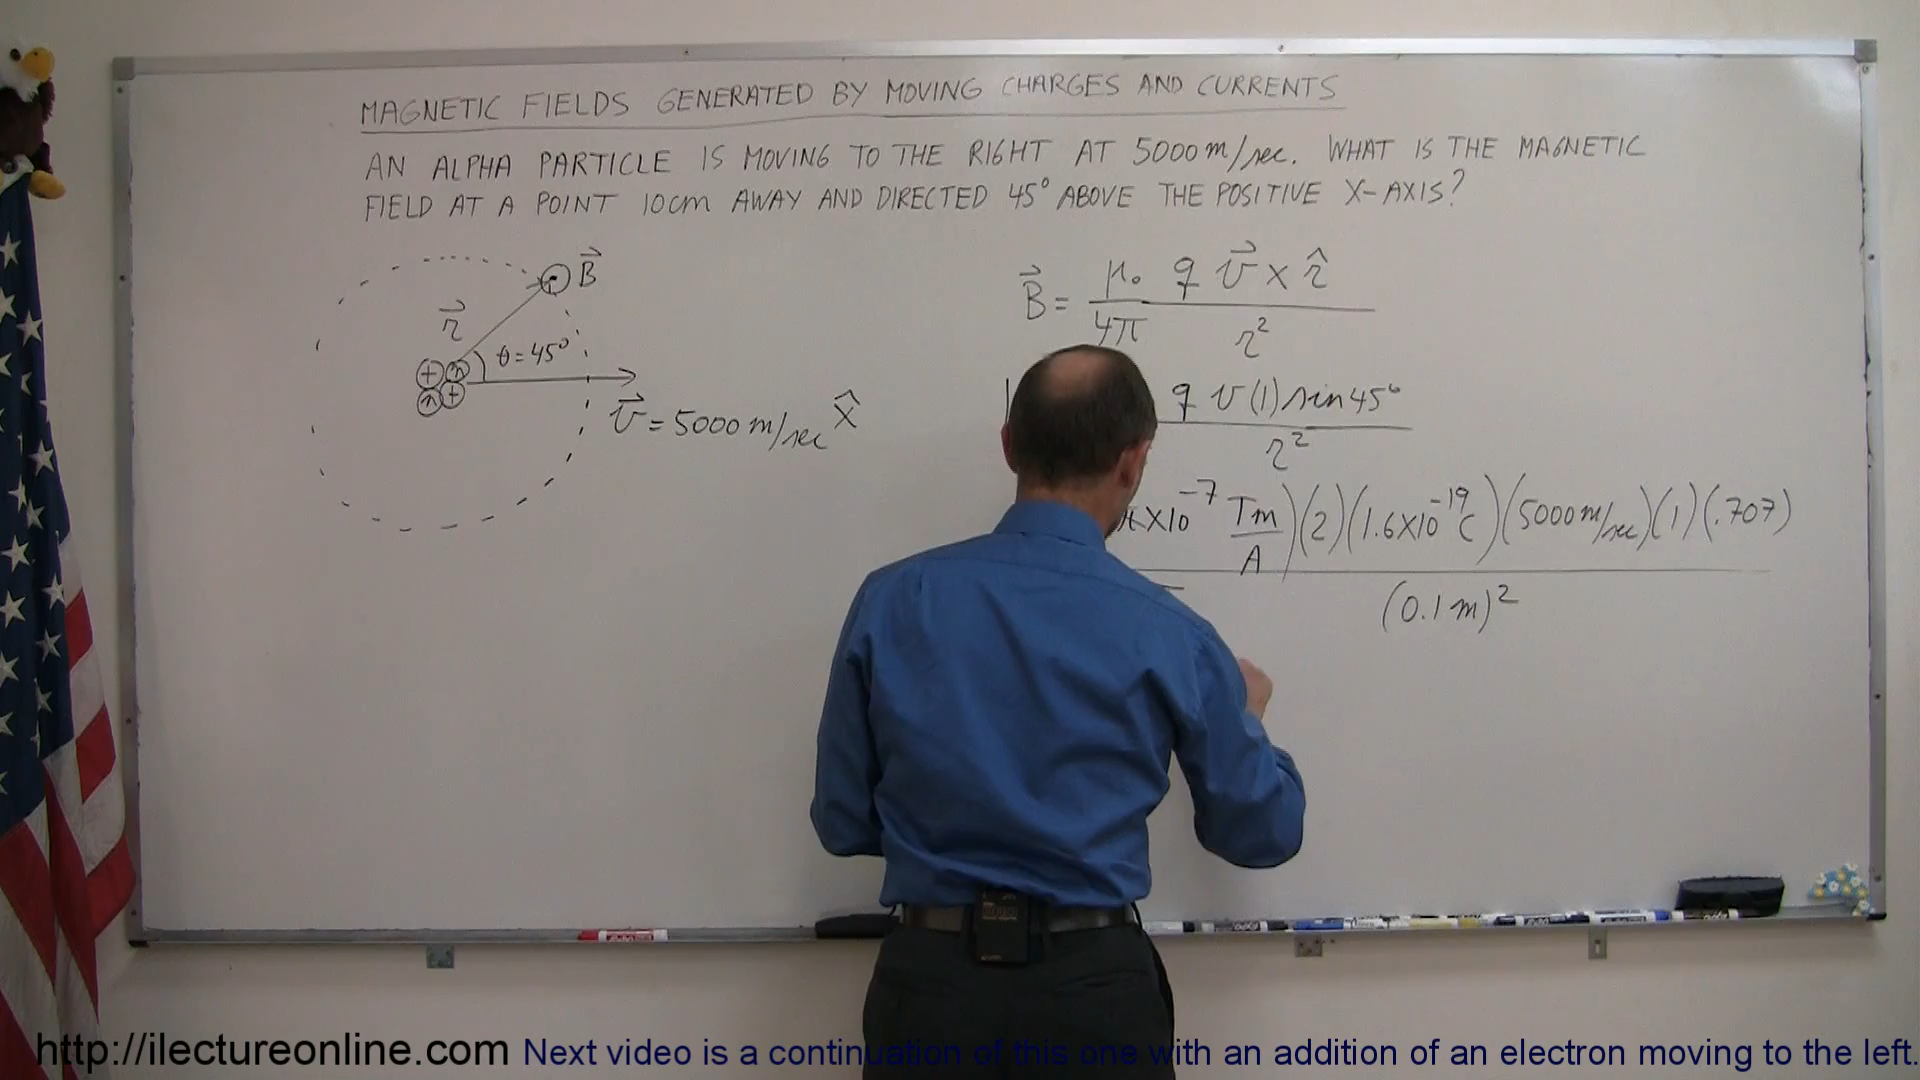 MAGNETIC FIELDS GENERATED BY MOVING CHARGES AND CURRENTS
AN ALPHA PARTICLE IS MOVING TO THE RIGHT AT 5000 m/sec. WHAT IS THE MAGNETIC
FIELD AT A POINT 10cm AWAY AND DIRECTED 45° ABOVE THE POSITIVE X-AXIS?
B⃗
r⃗
θ = 45°
+
+
v⃗ = 5000 m/sec x̂
B⃗ = μ₀ q v⃗ × r̂
4π r²
q v (1) sin 45°
r²
×10⁻⁷ Tm/A)(2)(1.6×10⁻¹⁹ C)(5000 m/sec)(1)(.707)
(0.1 m)²
http://ilectureonline.com Next video is a continuation of this one with an addition of an electron moving to the left.